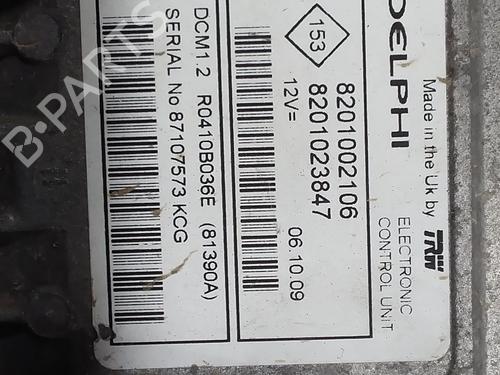 DELPHI
Made in the Uk by TRW
ELECTRONIC
CONTROL UNIT
153
8201002106
8201023847
12V=
06.10.09
DCM1.2 R0410B036E (81390A)
SERIAL No 87107573 KCG
B-PARTS